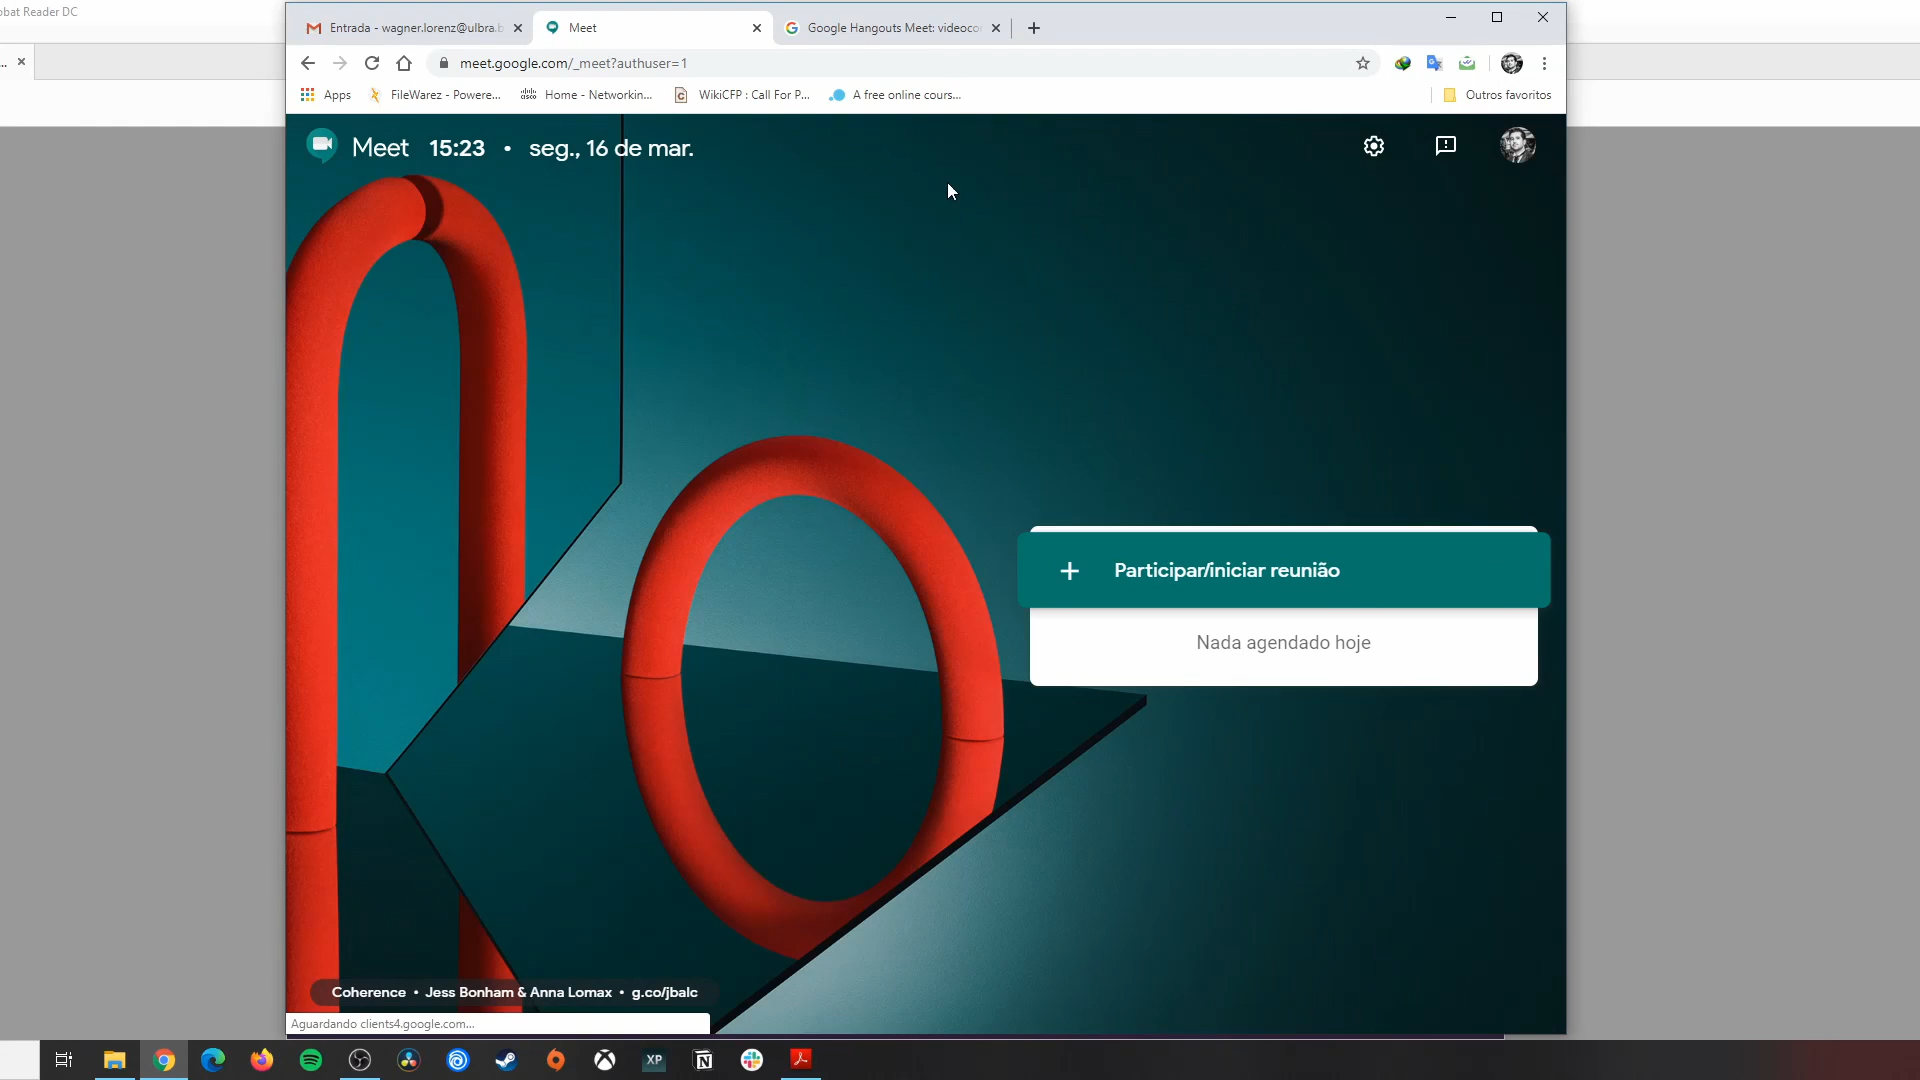 obat Reader DC
...
Entrada - wagner.lorenz@ulbra.b
Meet
Google Hangouts Meet: videoco
meet.google.com/_meet?authuser=1
Apps
FileWarez - Powere...
Home - Networkin...
WikiCFP : Call For P...
A free online cours...
Outros favoritos
Meet 15:23 • seg., 16 de mar.
Participar/iniciar reunião
Nada agendado hoje
Coherence • Jess Bonham & Anna Lomax • g.co/jbalc
Aguardando clients4.google.com...
XP